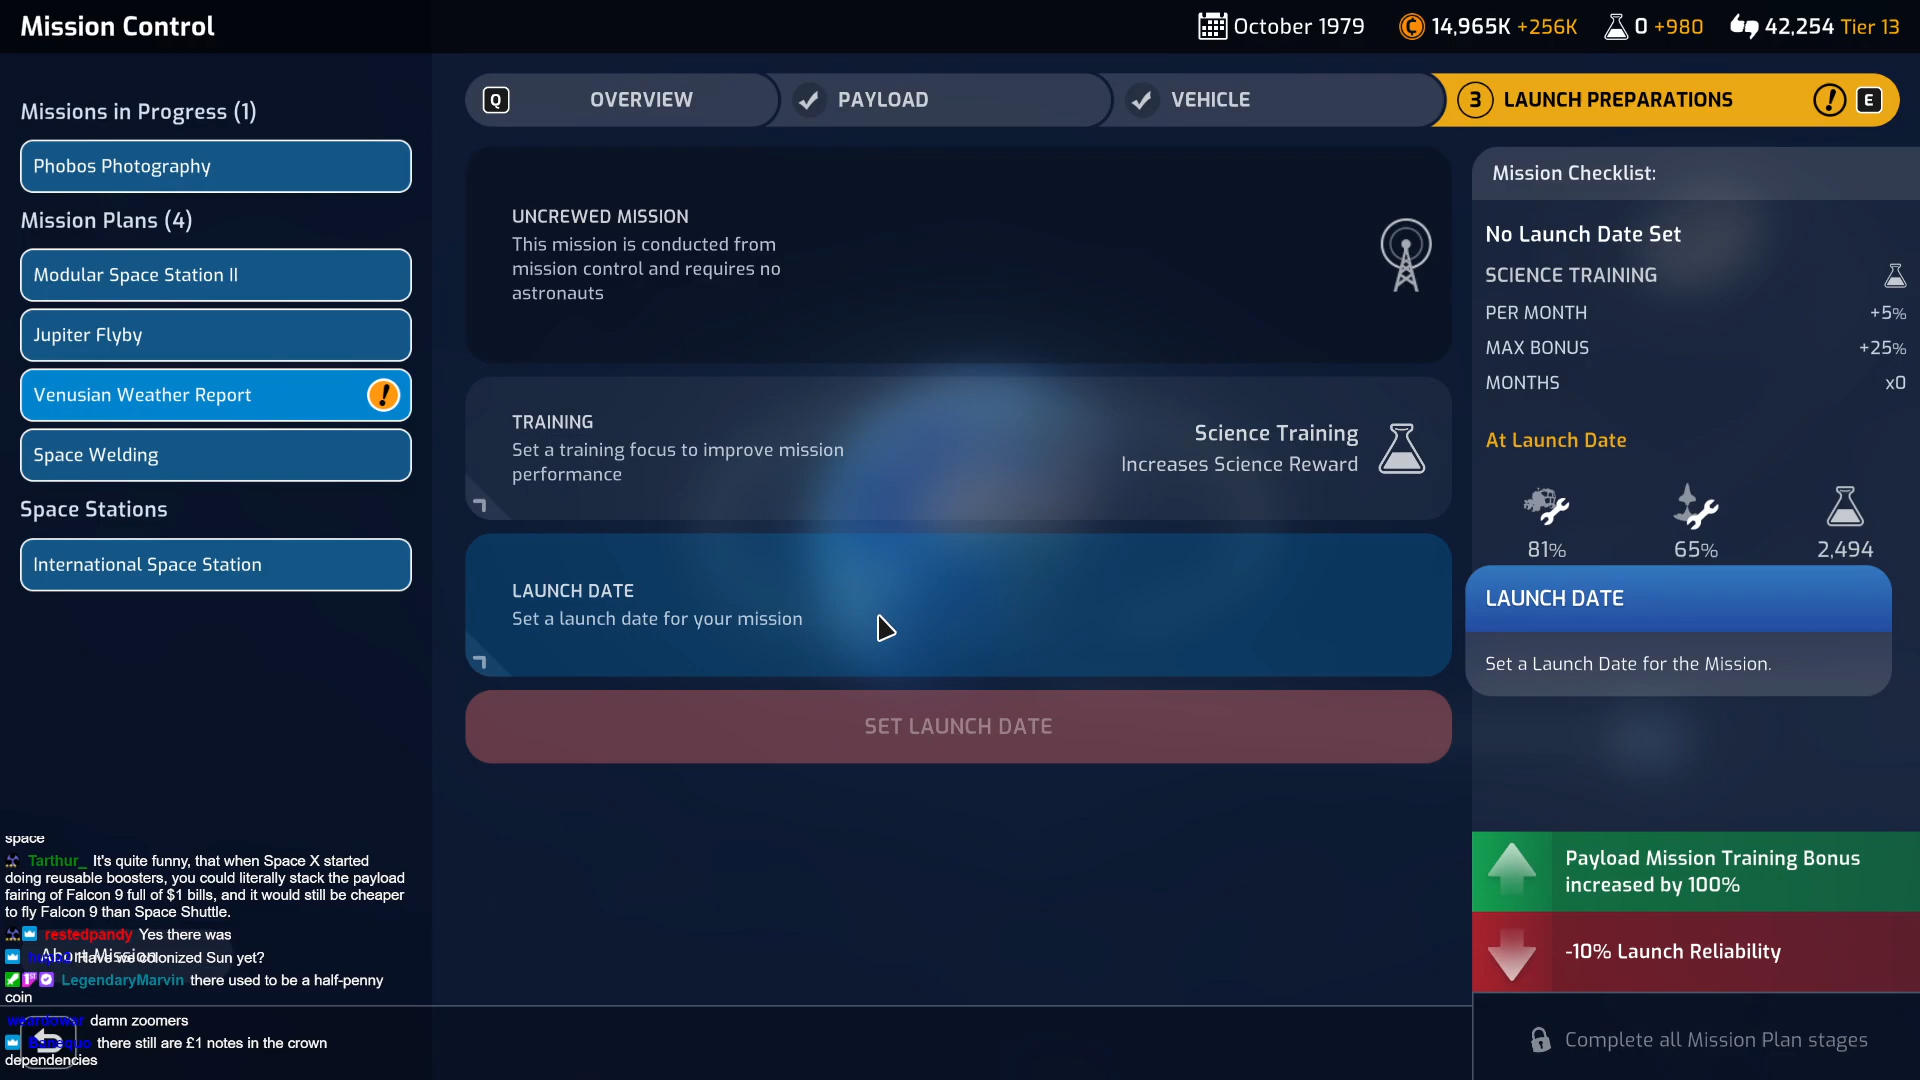 Mission Control
October 1979
14,965K +256K
0 +980
42,254 Tier 13
Missions in Progress (1)
Phobos Photography
Mission Plans (4)
Modular Space Station II
Jupiter Flyby
Venusian Weather Report
Space Welding
Space Stations
International Space Station
Q
OVERVIEW
PAYLOAD
VEHICLE
3 LAUNCH PREPARATIONS
E
UNCREWED MISSION
This mission is conducted from
mission control and requires no
astronauts
TRAINING
Set a training focus to improve mission
performance
Science Training
Increases Science Reward
LAUNCH DATE
Set a launch date for your mission
SET LAUNCH DATE
Mission Checklist:
No Launch Date Set
SCIENCE TRAINING
PER MONTH +5%
MAX BONUS +25%
MONTHS x0
At Launch Date
81% 65% 2,494
LAUNCH DATE
Set a Launch Date for the Mission.
Payload Mission Training Bonus
increased by 100%
-10% Launch Reliability
Complete all Mission Plan stages
space
Tarthur_ It's quite funny, that when Space X started
doing reusable boosters, you could literally stack the payload
fairing of Falcon 9 full of $1 bills, and it would still be cheaper
to fly Falcon 9 than Space Shuttle.
restedpandy Yes there was
Abort Mission
Have we colonized Sun yet?
LegendaryMarvin there used to be a half-penny
coin
damn zoomers
there still are £1 notes in the crown
dependencies